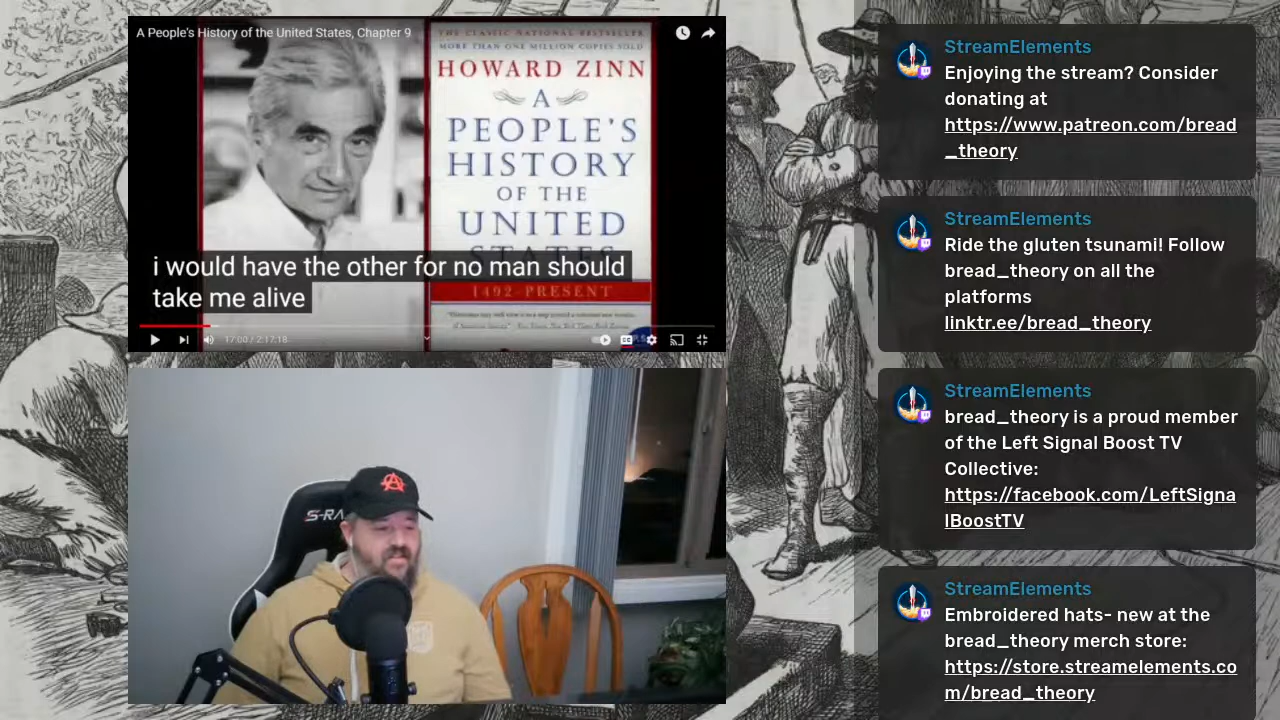 A People's History of the United States, Chapter 9
THE CLASSIC NATIONAL BESTSELLER
MORE THAN ONE MILLION COPIES SOLD
HOWARD ZINN
A
PEOPLE'S
HISTORY
OF THE
UNITED
STATES
i would have the other for no man should
take me alive
1492–PRESENT
17:00 / 2:17:18
S-RA
StreamElements
Enjoying the stream? Consider
donating at
https://www.patreon.com/bread
_theory
StreamElements
Ride the gluten tsunami! Follow
bread_theory on all the
platforms
linktr.ee/bread_theory
StreamElements
bread_theory is a proud member
of the Left Signal Boost TV
Collective:
https://facebook.com/LeftSigna
lBoostTV
StreamElements
Embroidered hats- new at the
bread_theory merch store:
https://store.streamelements.co
m/bread_theory